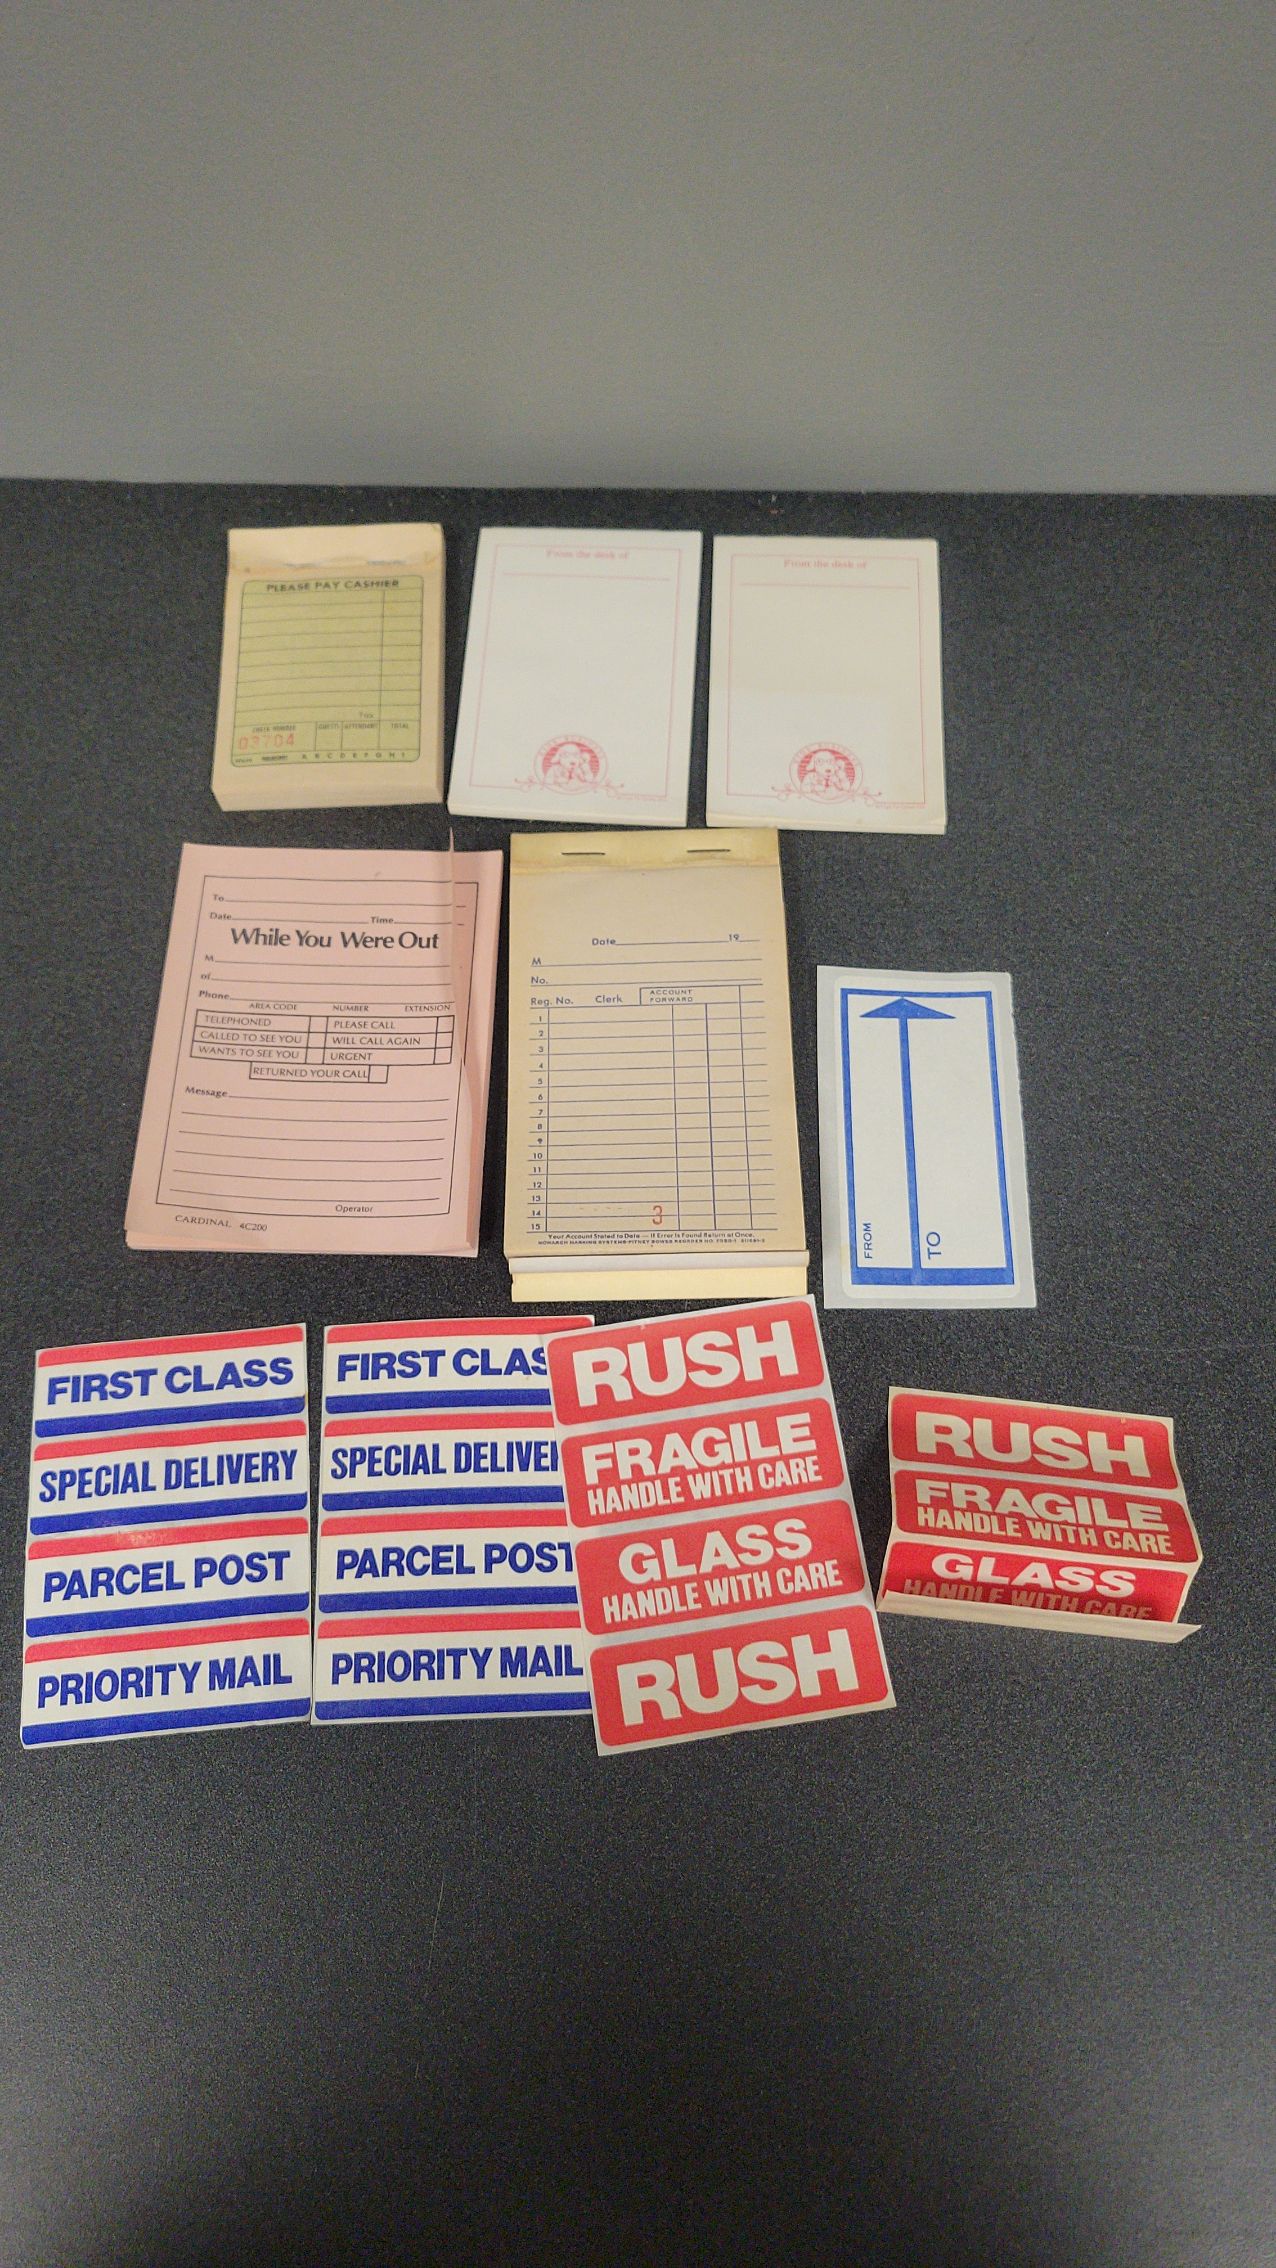 PLEASE PAY CASHIER
Tax
CHECK NUMBER GUESTS ATTENDANT TOTAL
03704
A B C D E F G H I
From the desk of
From the desk of
To
Date Time
While You Were Out
M
of
Phone
AREA CODE NUMBER EXTENSION
TELEPHONED PLEASE CALL
CALLED TO SEE YOU WILL CALL AGAIN
WANTS TO SEE YOU URGENT
RETURNED YOUR CALL
Message
Operator
CARDINAL 4C200
Date 19
M
No.
Reg. No. Clerk ACCOUNT
FORWARD
1
2
3
4
5
6
7
8
9
10
11
12
13
14
3
15
Your Account Stated to Date — If Error Is Found Return at Once.
FROM
TO
FIRST CLASS
SPECIAL DELIVERY
PARCEL POST
PRIORITY MAIL
FIRST CLAS
SPECIAL DELIVER
PARCEL POST
PRIORITY MAIL
RUSH
FRAGILE
HANDLE WITH CARE
GLASS
HANDLE WITH CARE
RUSH
RUSH
FRAGILE
HANDLE WITH CARE
GLASS
HANDLE WITH CARE